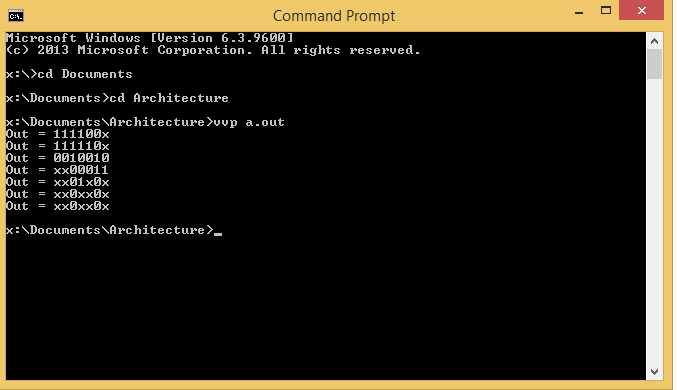 Command Prompt
Microsoft Windows [Version 6.3.9600]
(c) 2013 Microsoft Corporation. All rights reserved.
x:\>cd Documents
x:\Documents>cd Architecture
x:\Documents\Architecture>vvp a.out
Out = 111100x
Out = 111110x
Out = 0010010
Out = xx00011
Out = xx01x0x
Out = xx0xx0x
Out = xx0xx0x
x:\Documents\Architecture>_